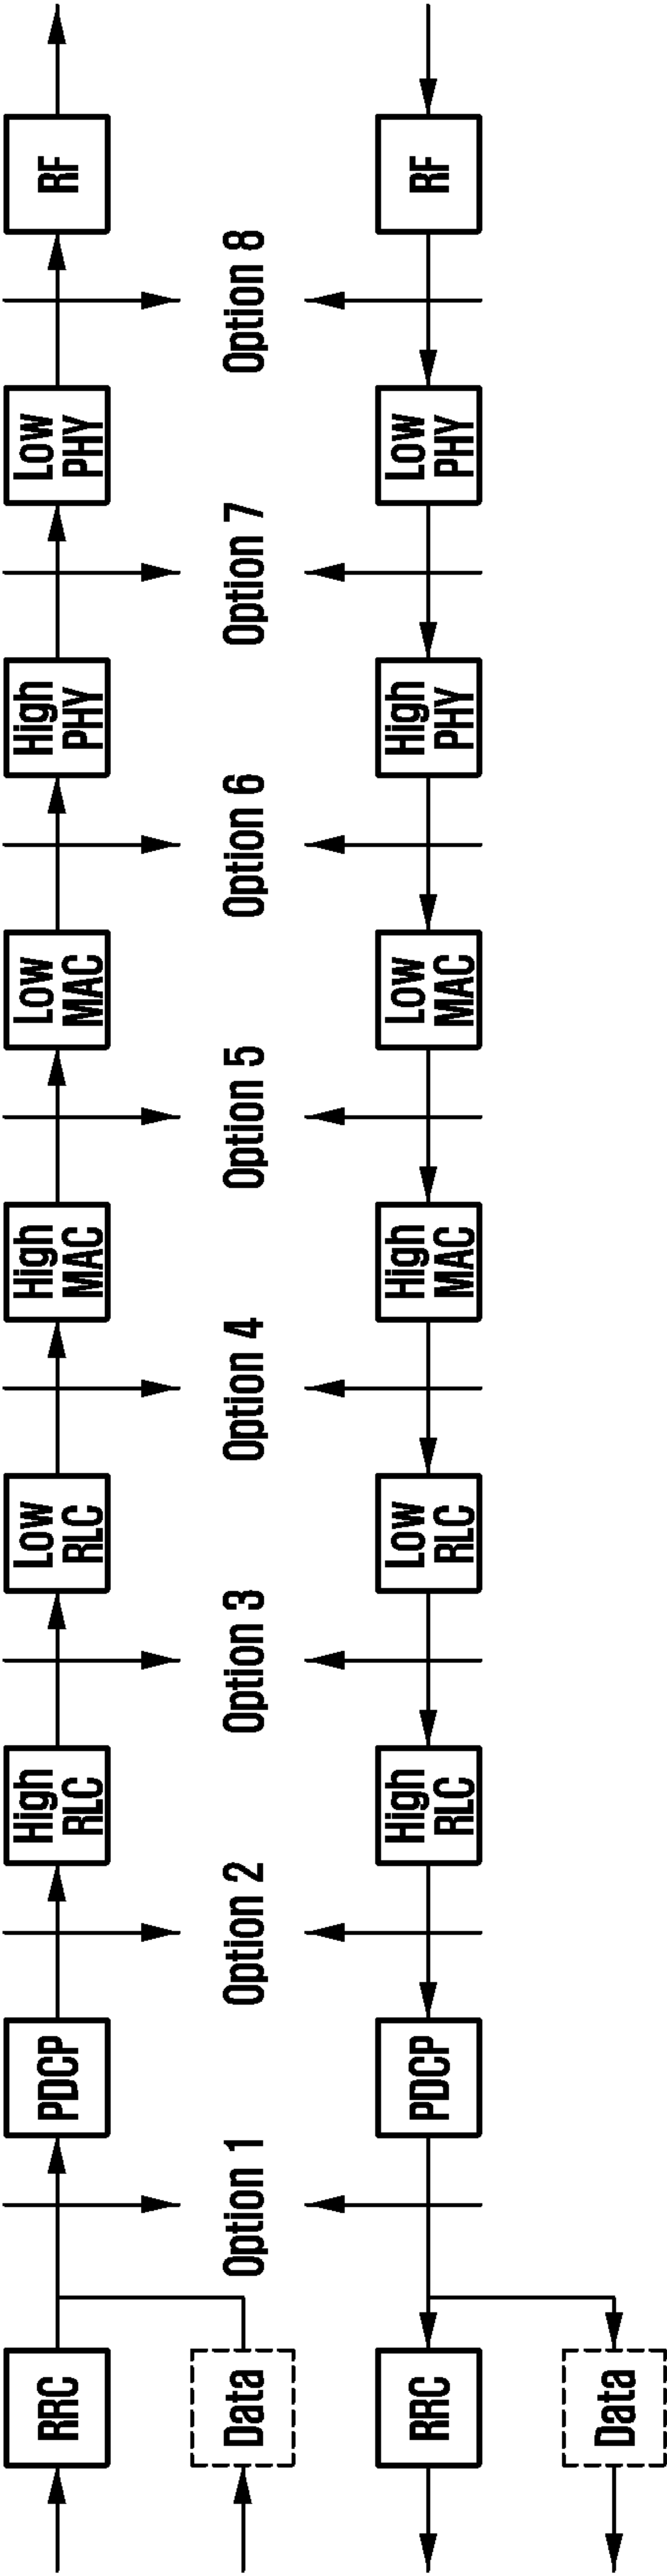 RRC
PDCP
High
RLC
Low
RLC
High
MAC
Low
MAC
High
PHY
Low
PHY
RF
Data
Option 1
Option 2
Option 3
Option 4
Option 5
Option 6
Option 7
Option 8
RRC
PDCP
High
RLC
Low
RLC
High
MAC
Low
MAC
High
PHY
Low
PHY
RF
Data